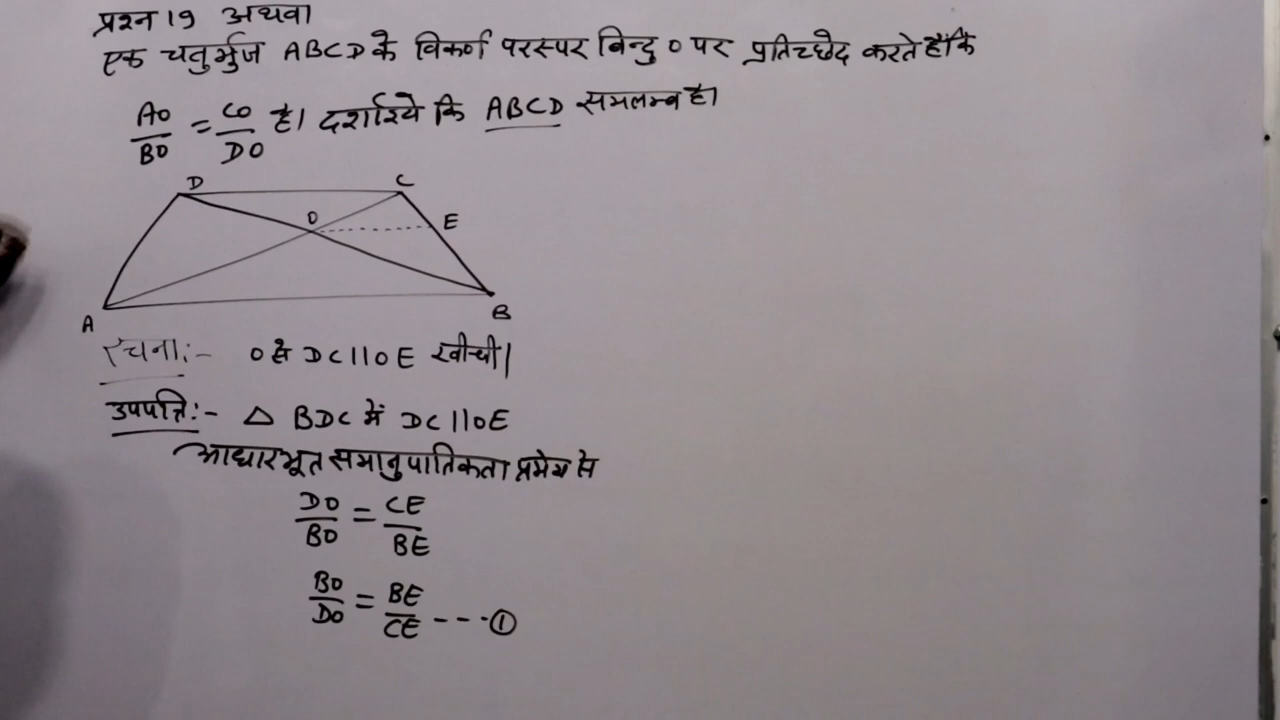 प्रश्न 19 अथवा
एक चतुर्भुज ABCD के विकर्ण परस्पर बिन्दु O पर प्रतिच्छेद करते हैं कि
AO/BO = CO/DO है। दर्शाइये कि ABCD समलम्ब है।
D C
O E
A B
रचना:- O से DC||OE खींची।
उपपत्ति:- △ BDC में DC||OE
आधारभूत समानुपातिकता प्रमेय से
DO/BO = CE/BE
BO/DO = BE/CE ---①